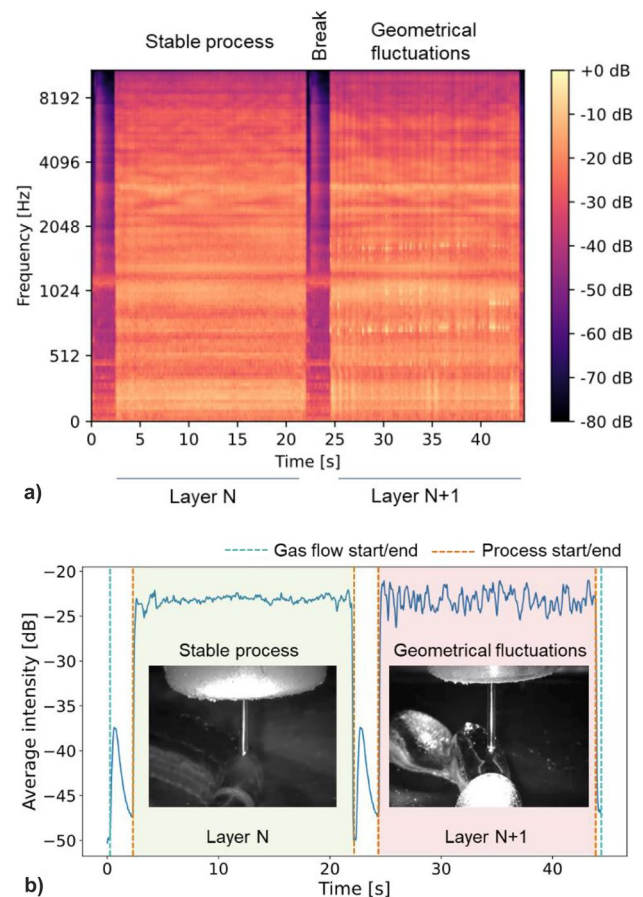 Stable process
Break
Geometrical
fluctuations
+0 dB
8192
-10 dB
4096
-20 dB
-30 dB
2048
-40 dB
Frequency [Hz]
1024
-50 dB
-60 dB
512
-70 dB
0
-80 dB
0 5 10 15 20 25 30 35 40
Time [s]
a)
Layer N
Layer N+1
Gas flow start/end
Process start/end
−20
−25
−30
−35
−40
−45
−50
Average intensity [dB]
Stable process
Geometrical fluctuations
Layer N
Layer N+1
0 10 20 30 40
Time [s]
b)